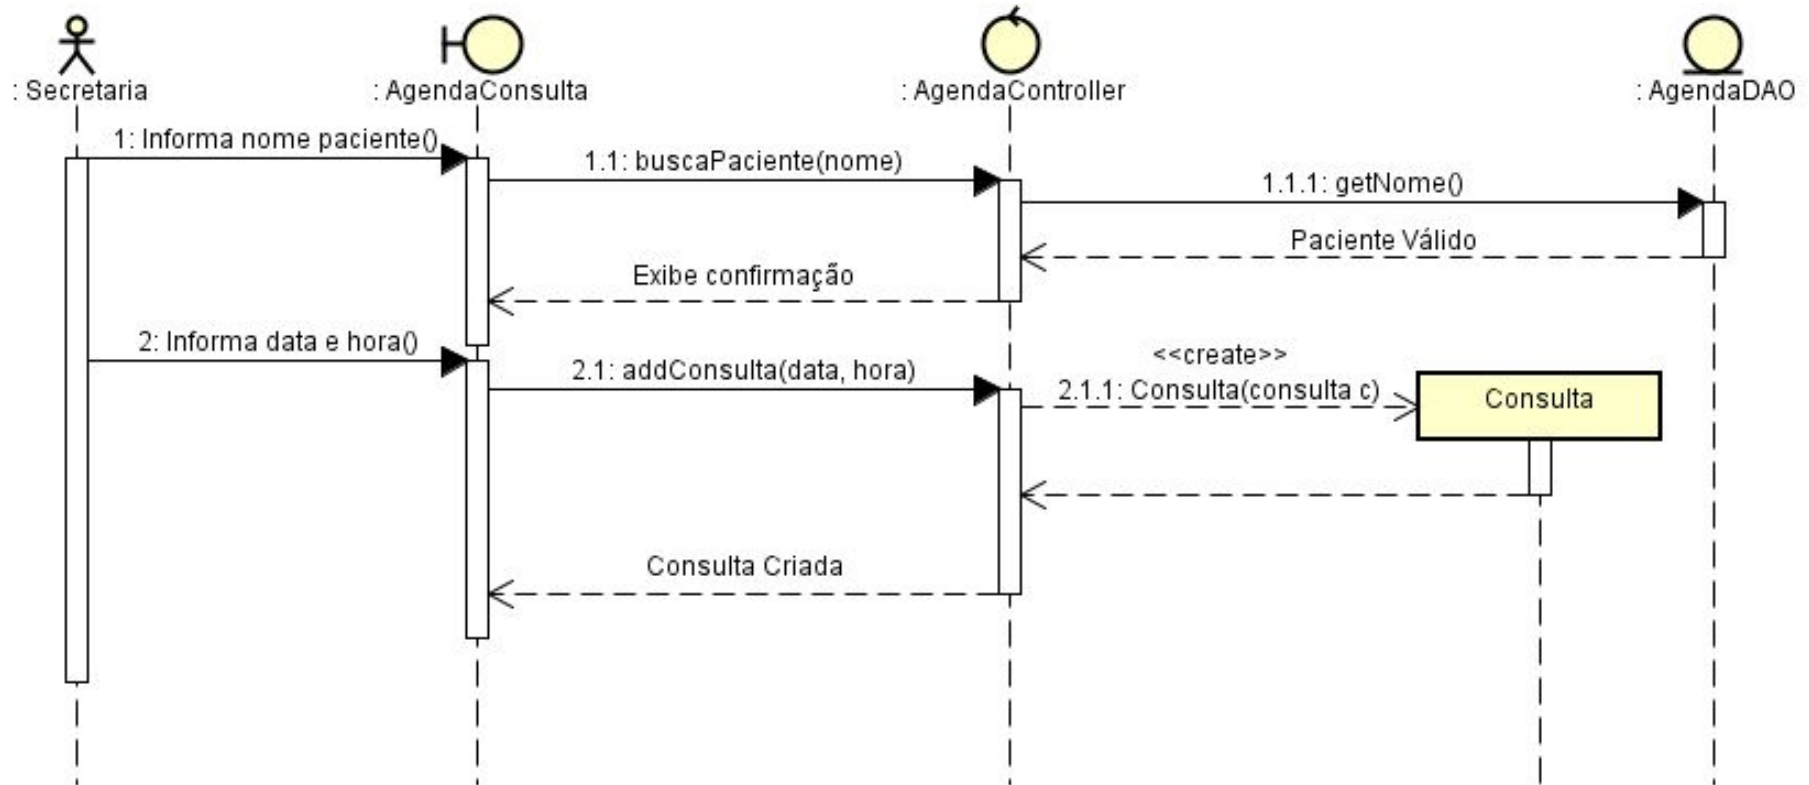 : Secretaria
: AgendaConsulta
: AgendaController
: AgendaDAO
1: Informa nome paciente()
1.1: buscaPaciente(nome)
1.1.1: getNome()
Paciente Válido
Exibe confirmação
2: Informa data e hora()
2.1: addConsulta(data, hora)
<<create>>
2.1.1: Consulta(consulta c)
Consulta
Consulta Criada